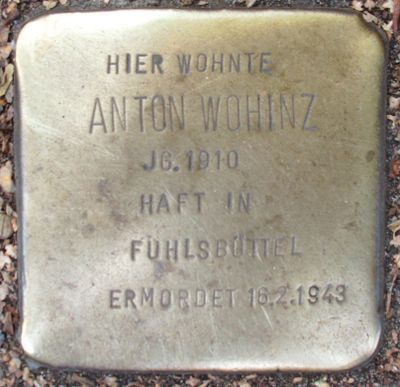 HIER WOHNTE
ANTON WOHINZ
JG. 1910
HAFT IN
FUHLSBÜTTEL
ERMORDET 16.2.1943